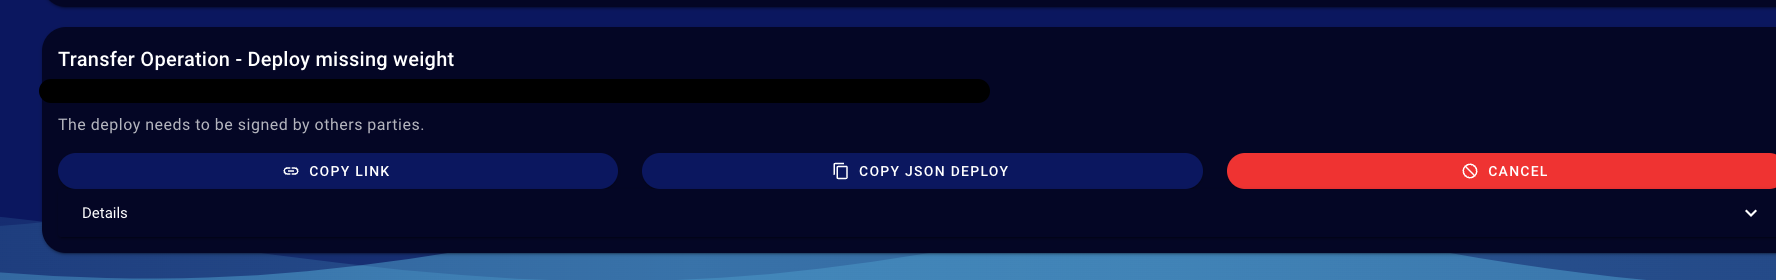 Transfer Operation - Deploy missing weight
The deploy needs to be signed by others parties.
COPY LINK
COPY JSON DEPLOY
CANCEL
Details